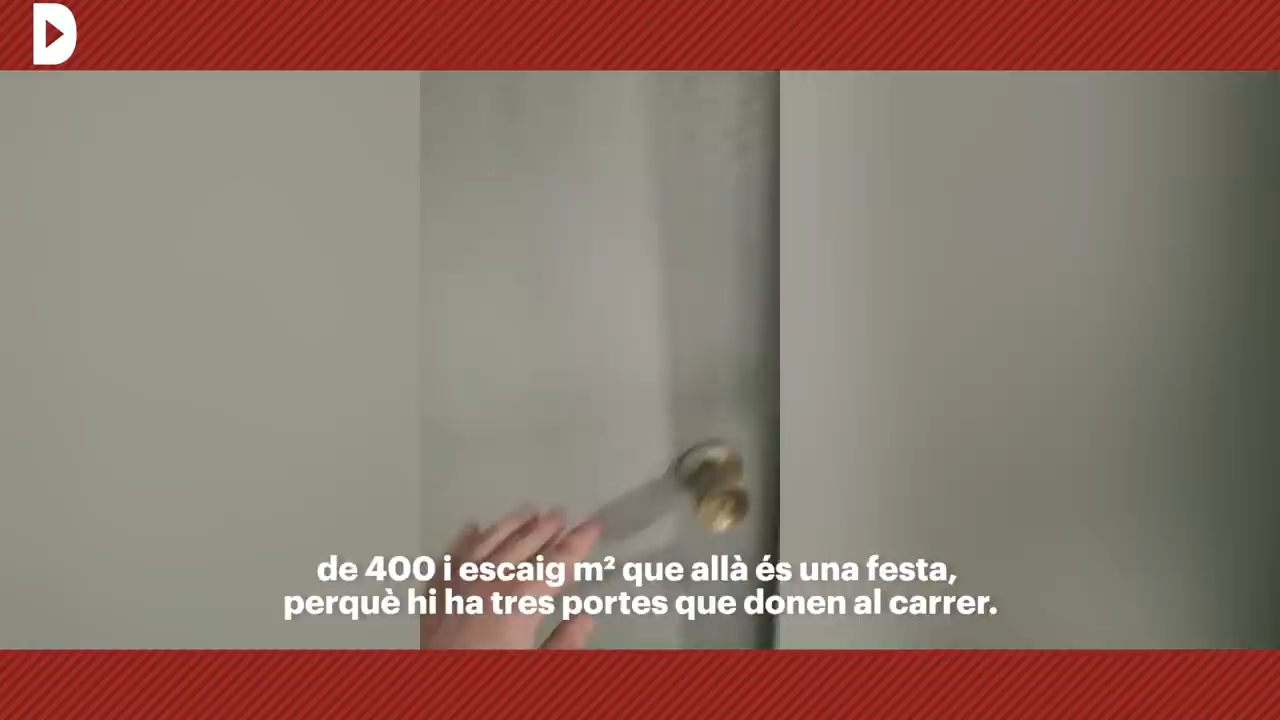 D
de 400 i escaig m² que allà és una festa,
perquè hi ha tres portes que donen al carrer.